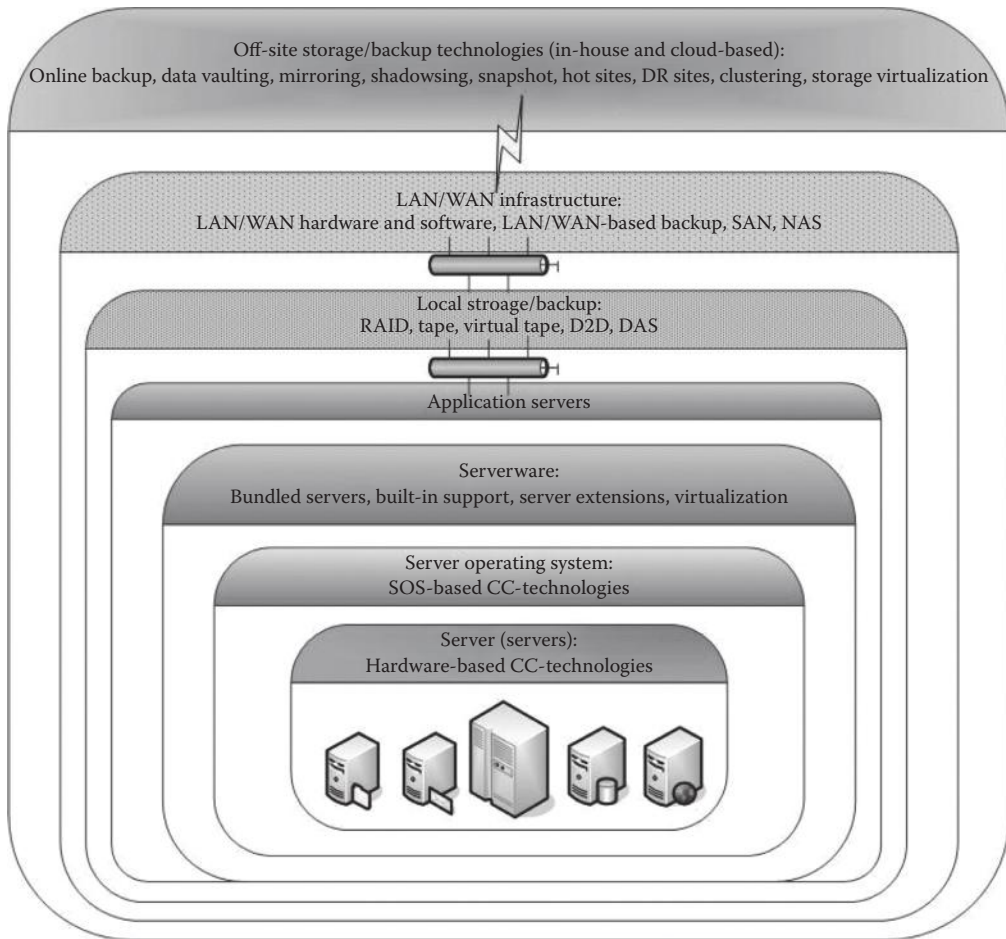 Off-site storage/backup technologies (in-house and cloud-based):
Online backup, data vaulting, mirroring, shadowsing, snapshot, hot sites, DR sites, clustering, storage virtualization
LAN/WAN infrastructure:
LAN/WAN hardware and software, LAN/WAN-based backup, SAN, NAS
Local stroage/backup:
RAID, tape, virtual tape, D2D, DAS
Application servers
Serverware:
Bundled servers, built-in support, server extensions, virtualization
Server operating system:
SOS-based CC-technologies
Server (servers):
Hardware-based CC-technologies